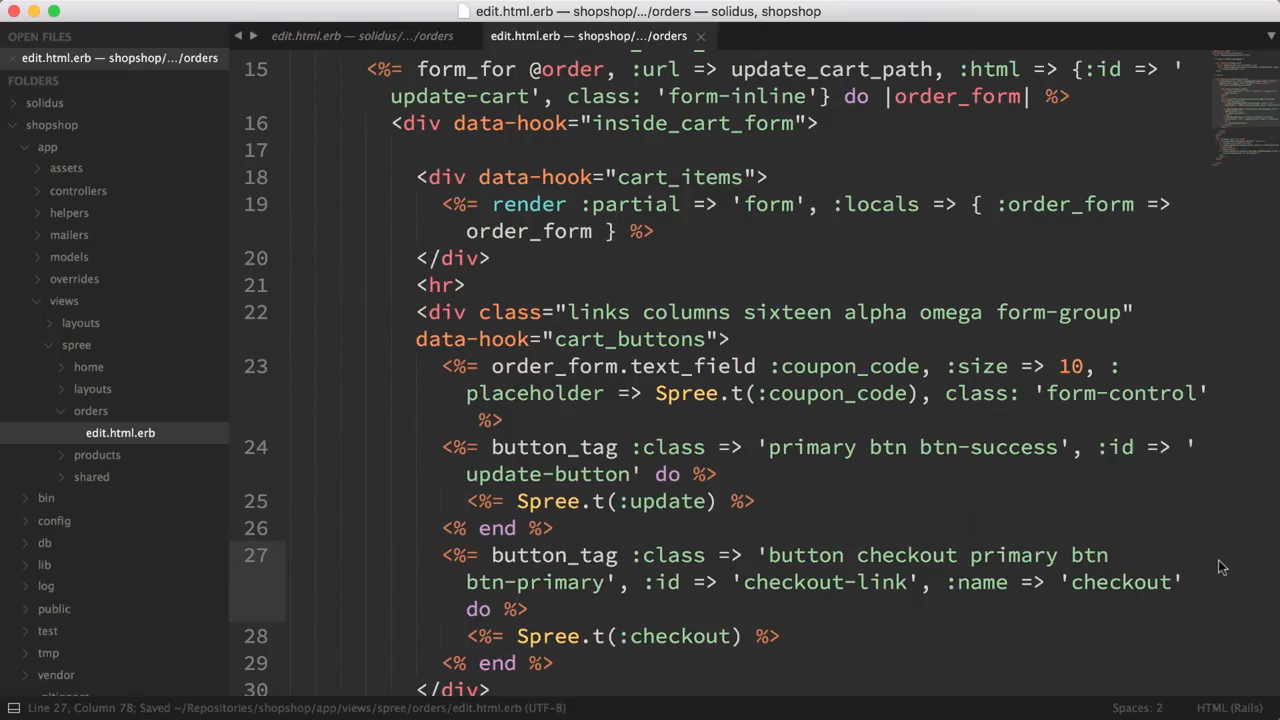 edit.html.erb — shopshop/.../orders — solidus, shopshop
OPEN FILES
edit.html.erb — shopshop/.../orders
FOLDERS
solidus
shopshop
app
assets
controllers
helpers
mailers
models
overrides
views
layouts
spree
home
layouts
orders
edit.html.erb
products
shared
bin
config
db
lib
log
public
test
tmp
vendor
edit.html.erb — solidus/.../orders
edit.html.erb — shopshop/.../orders
15 <%= form_for @order, :url => update_cart_path, :html => {:id => '
update-cart', class: 'form-inline'} do |order_form| %>
16 <div data-hook="inside_cart_form">
17
18 <div data-hook="cart_items">
19 <%= render :partial => 'form', :locals => { :order_form =>
order_form } %>
20 </div>
21 <hr>
22 <div class="links columns sixteen alpha omega form-group"
data-hook="cart_buttons">
23 <%= order_form.text_field :coupon_code, :size => 10, :
placeholder => Spree.t(:coupon_code), class: 'form-control'
%>
24 <%= button_tag :class => 'primary btn btn-success', :id => '
update-button' do %>
25 <%= Spree.t(:update) %>
26 <% end %>
27 <%= button_tag :class => 'button checkout primary btn
btn-primary', :id => 'checkout-link', :name => 'checkout'
do %>
28 <%= Spree.t(:checkout) %>
29 <% end %>
30 </div>
Line 27, Column 78; Saved ~/Repositories/shopshop/app/views/spree/orders/edit.html.erb (UTF-8)
Spaces: 2
HTML (Rails)